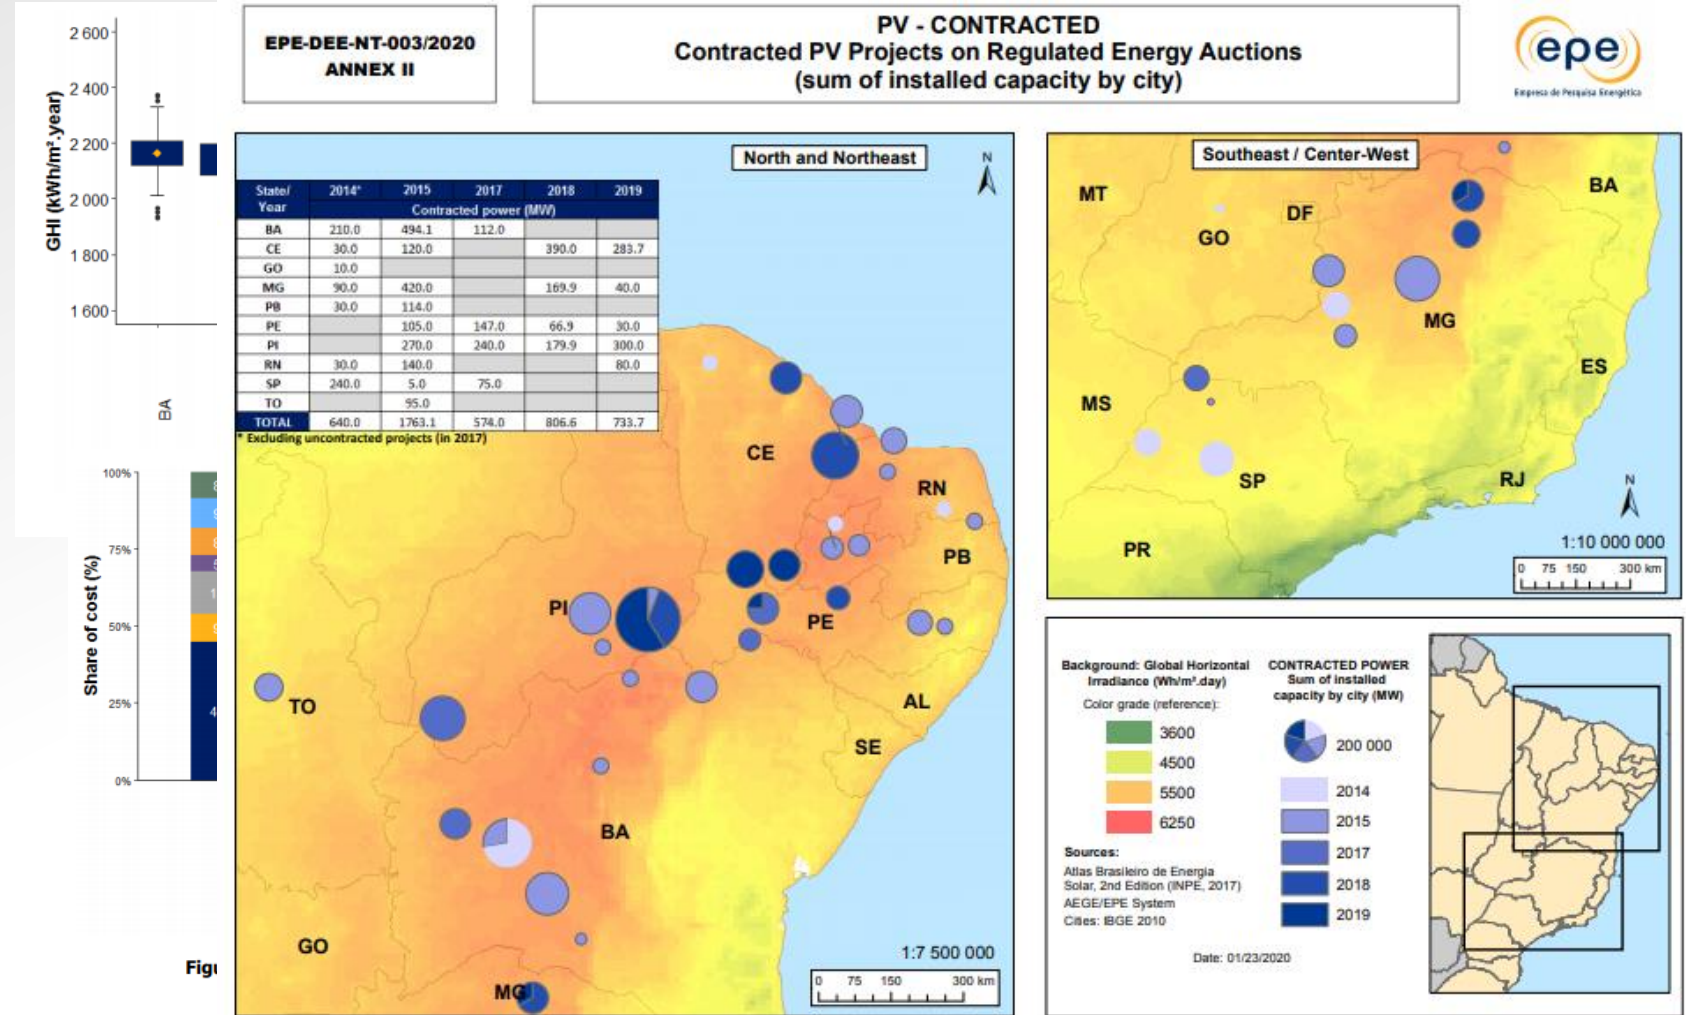 2 600
2 400
2 200
2 000
1 800
1 600
GHI (kWh/m².year)
BA
100%
75%
50%
25%
0%
Share of cost (%)
8
9
8
5
1
9
4
Figu
EPE-DEE-NT-003/2020
ANNEX II
PV - CONTRACTED
Contracted PV Projects on Regulated Energy Auctions
(sum of installed capacity by city)
epe
Empresa de Pesquisa Energética
North and Northeast
N
State/ Year 2014* 2015 2017 2018 2019
Contracted power (MW)
BA 210.0 494.1 112.0
CE 30.0 120.0 390.0 283.7
GO 10.0
MG 90.0 420.0 169.9 40.0
PB 30.0 114.0
PE 105.0 147.0 66.9 30.0
PI 270.0 240.0 179.9 300.0
RN 30.0 140.0 80.0
SP 240.0 5.0 75.0
TO 95.0
TOTAL 640.0 1763.1 574.0 806.6 733.7
* Excluding uncontracted projects (in 2017)
CE
RN
PB
PI
PE
TO
AL
SE
BA
GO
MG
1:7 500 000
0 75 150 300 km
Southeast / Center-West
MT
BA
DF
GO
MG
ES
MS
SP
RJ
N
PR
1:10 000 000
0 75 150 300 km
Background: Global Horizontal
Irradiance (Wh/m².day)
Color grade (reference):
3600
4500
5500
6250
CONTRACTED POWER
Sum of installed
capacity by city (MW)
200 000
2014
2015
2017
2018
2019
Sources:
Atlas Brasileiro de Energia
Solar, 2nd Edition (INPE, 2017)
AEGE/EPE System
Cities: IBGE 2010
Date: 01/23/2020